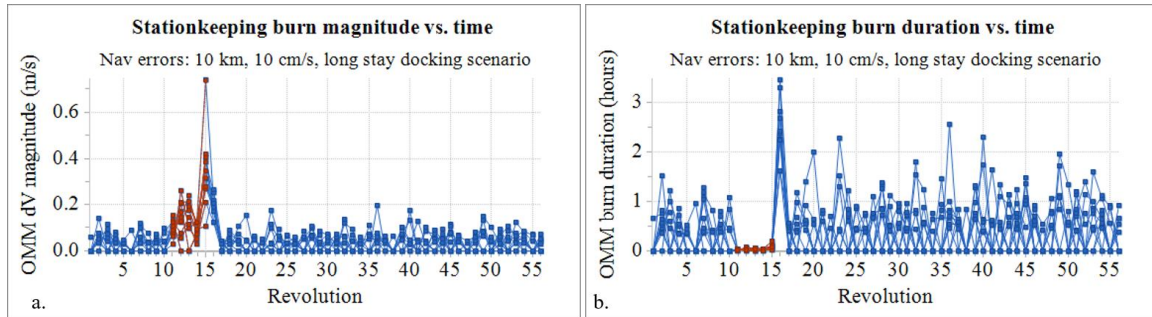 Stationkeeping burn magnitude vs. time
Nav errors: 10 km, 10 cm/s, long stay docking scenario
OMM dV magnitude (m/s)
0.6
0.4
0.2
0.0
5 10 15 20 25 30 35 40 45 50 55
Revolution
a.
Stationkeeping burn duration vs. time
Nav errors: 10 km, 10 cm/s, long stay docking scenario
OMM burn duration (hours)
3
2
1
0
5 10 15 20 25 30 35 40 45 50 55
Revolution
b.